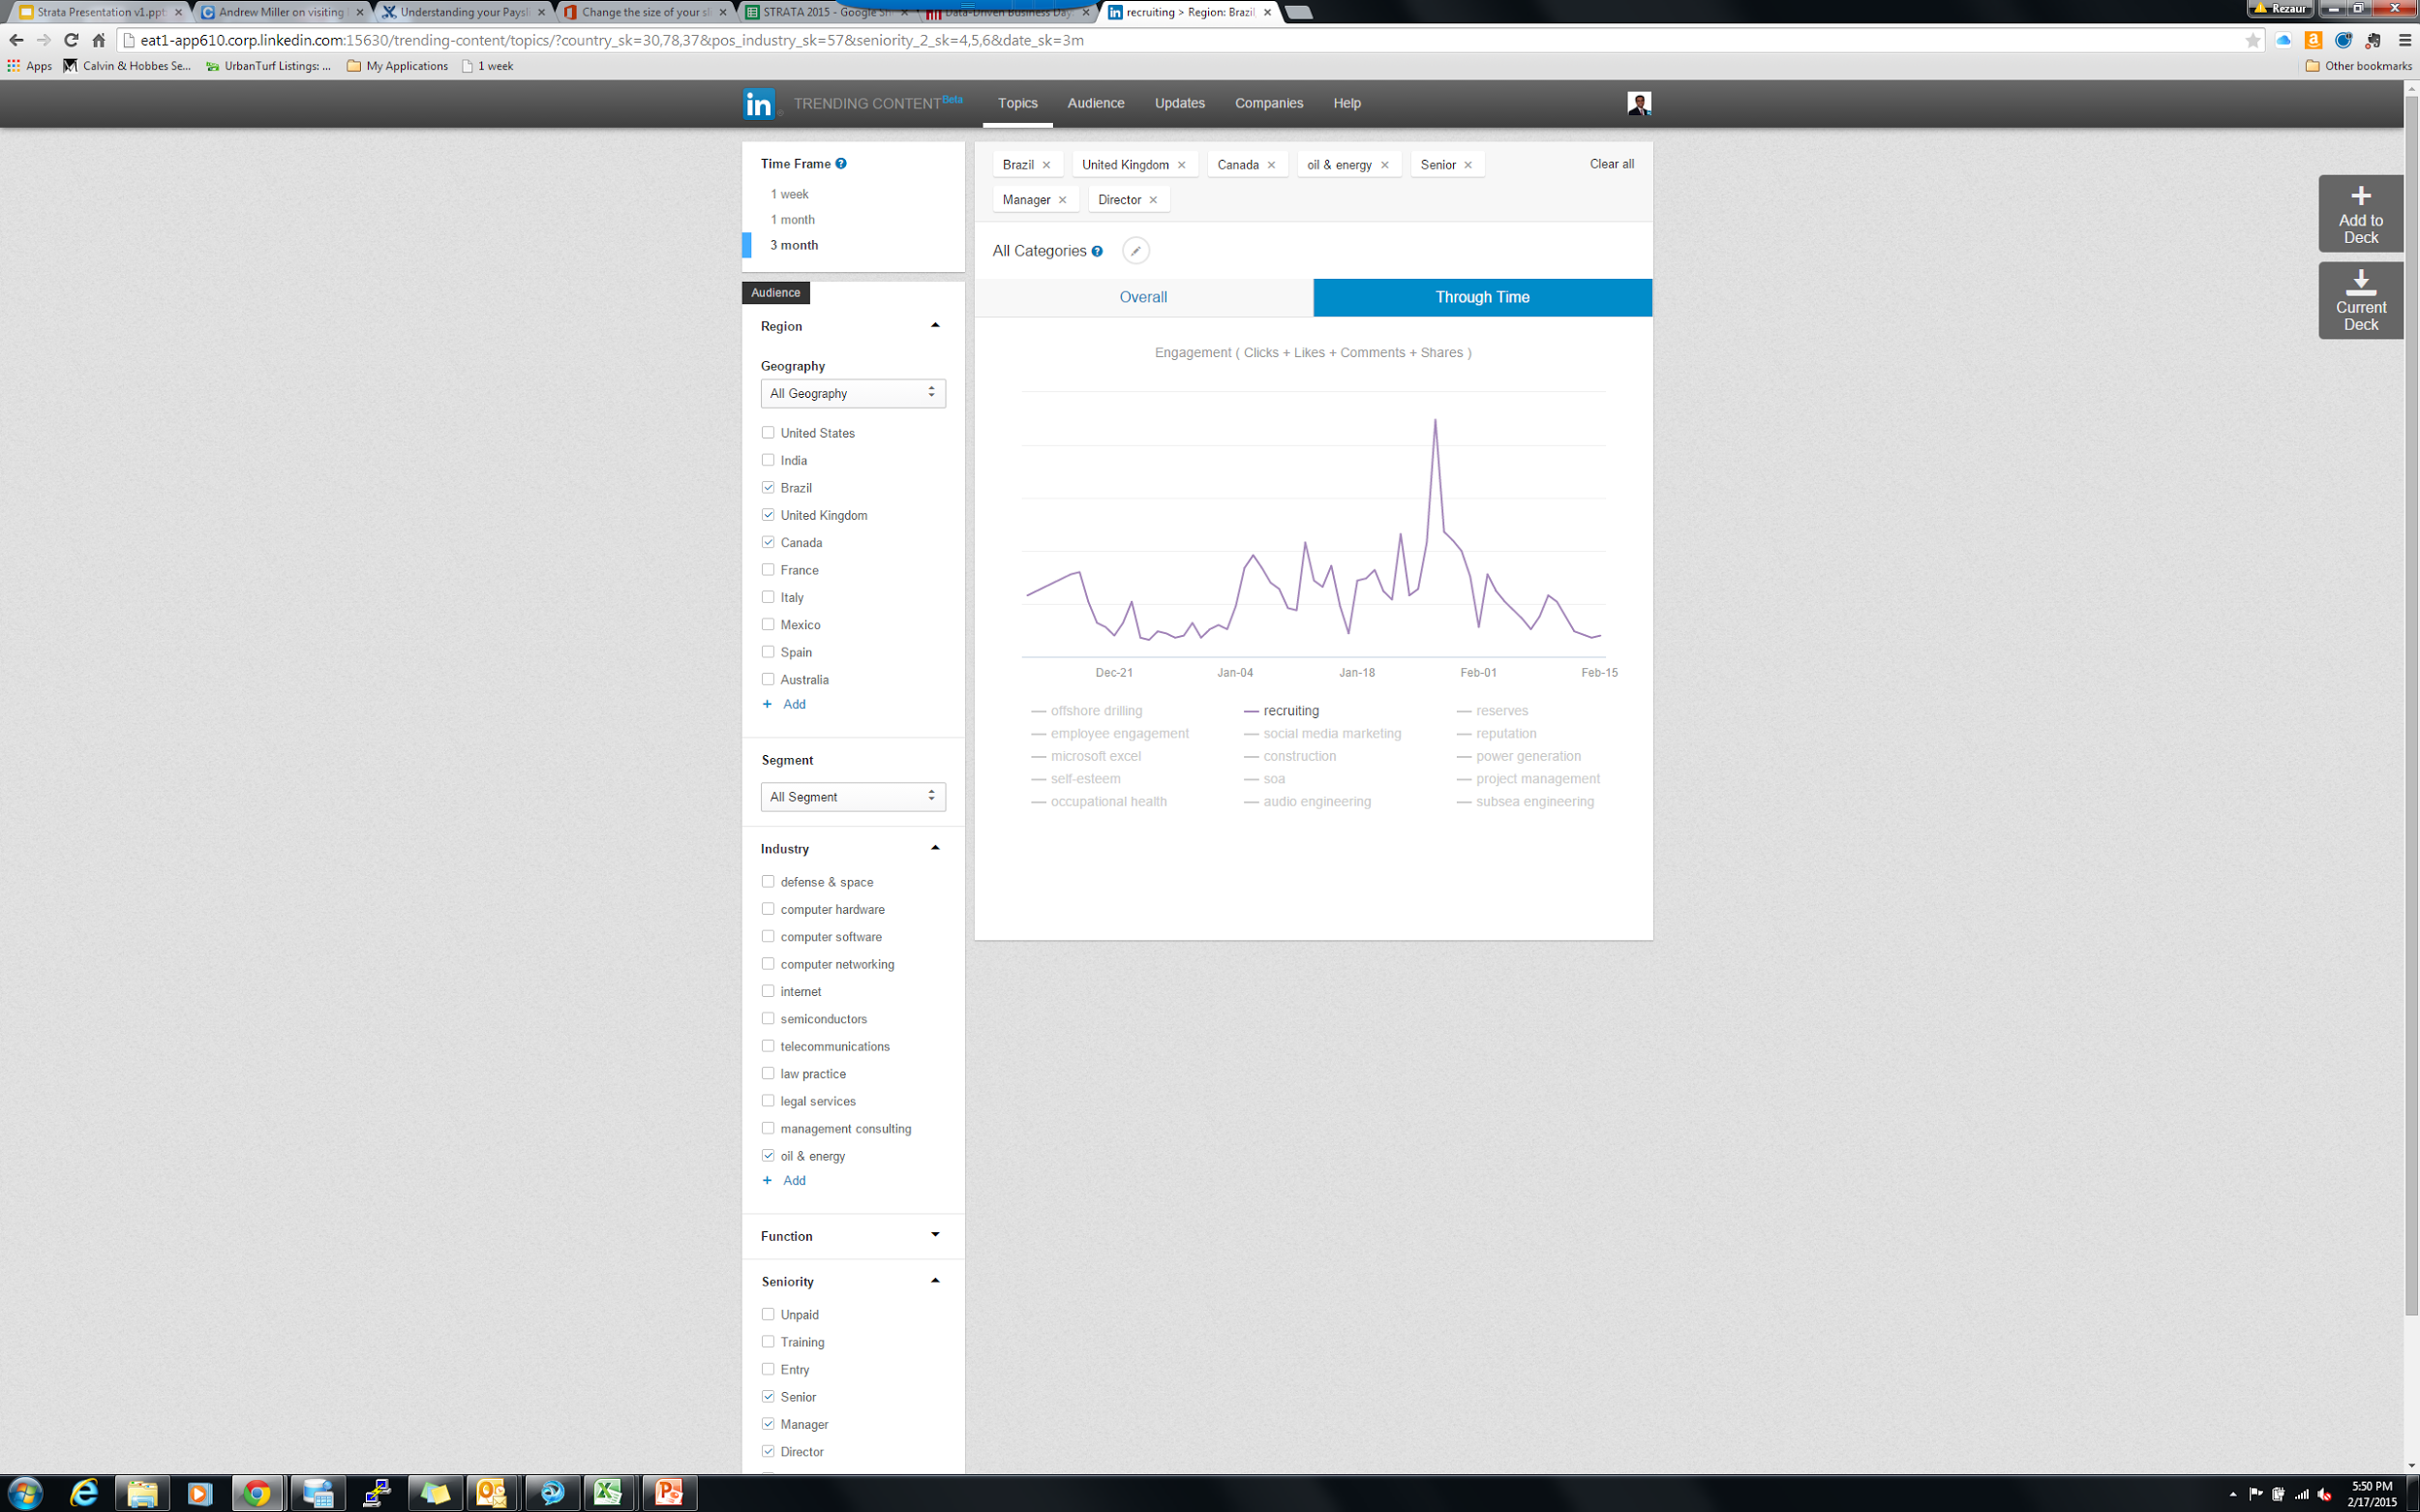 Strata Presentation v1.ppt
Andrew Miller on visiting
Understanding your Paysl
Change the size of your sl
STRATA 2015 - Google Sh
Data-Driven Business Day
recruiting > Region: Brazil,
Rezaur
eat1-app610.corp.linkedin.com:15630/trending-content/topics/?country_sk=30,78,37&pos_industry_sk=57&seniority_2_sk=4,5,6&date_sk=3m
Apps
Calvin & Hobbes Se...
UrbanTurf Listings: ...
My Applications
1 week
Other bookmarks
in TRENDING CONTENT Beta
Topics
Audience
Updates
Companies
Help
Time Frame ?
1 week
1 month
3 month
Audience
Region
Geography
All Geography
United States
India
Brazil
United Kingdom
Canada
France
Italy
Mexico
Spain
Australia
+ Add
Segment
All Segment
Industry
defense & space
computer hardware
computer software
computer networking
internet
semiconductors
telecommunications
law practice
legal services
management consulting
oil & energy
+ Add
Function
Seniority
Unpaid
Training
Entry
Senior
Manager
Director
Brazil × United Kingdom × Canada × oil & energy × Senior × Clear all
Manager × Director ×
All Categories ?
Overall
Through Time
Engagement ( Clicks + Likes + Comments + Shares )
Dec-21 Jan-04 Jan-18 Feb-01 Feb-15
offshore drilling recruiting reserves
employee engagement social media marketing reputation
microsoft excel construction power generation
self-esteem soa project management
occupational health audio engineering subsea engineering
+
Add to
Deck
Current
Deck
5:50 PM
2/17/2015